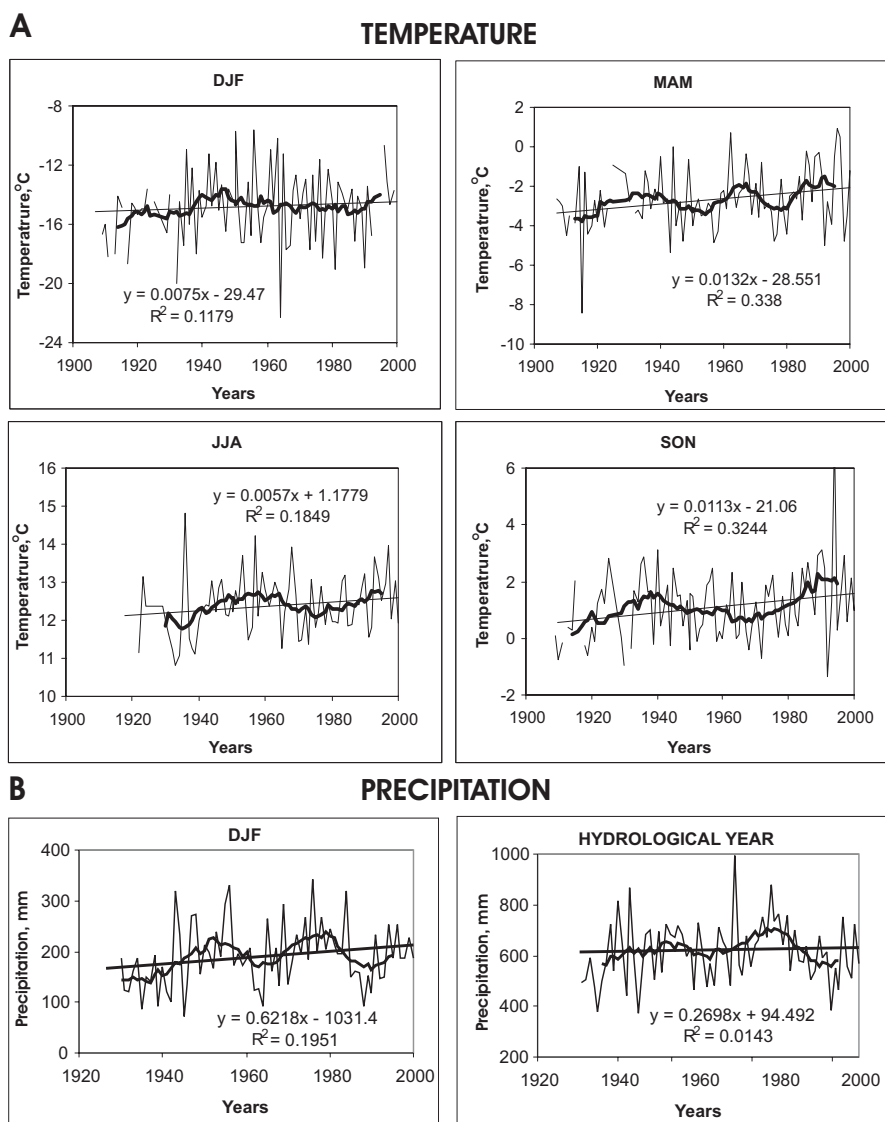 A
TEMPERATURE
DJF
-8
-12
-16
-20
-24
Temperatrure,°C
y = 0.0075x - 29.47
R² = 0.1179
1900 1920 1940 1960 1980 2000
Years
MAM
2
0
-2
-4
-6
-8
-10
Temperatrure,°C
y = 0.0132x - 28.551
R² = 0.338
1900 1920 1940 1960 1980 2000
Years
JJA
16
15
14
13
12
11
10
Temperatrure,°C
y = 0.0057x + 1.1779
R² = 0.1849
1900 1920 1940 1960 1980 2000
Years
SON
6
4
2
0
-2
Temperatrure,°C
y = 0.0113x - 21.06
R² = 0.3244
1900 1920 1940 1960 1980 2000
Years
B
PRECIPITATION
DJF
400
300
200
100
0
Precipitation, mm
y = 0.6218x - 1031.4
R² = 0.1951
1920 1940 1960 1980 2000
Years
HYDROLOGICAL YEAR
1000
800
600
400
200
Precipitation, mm
y = 0.2698x + 94.492
R² = 0.0143
1920 1940 1960 1980 2000
Years